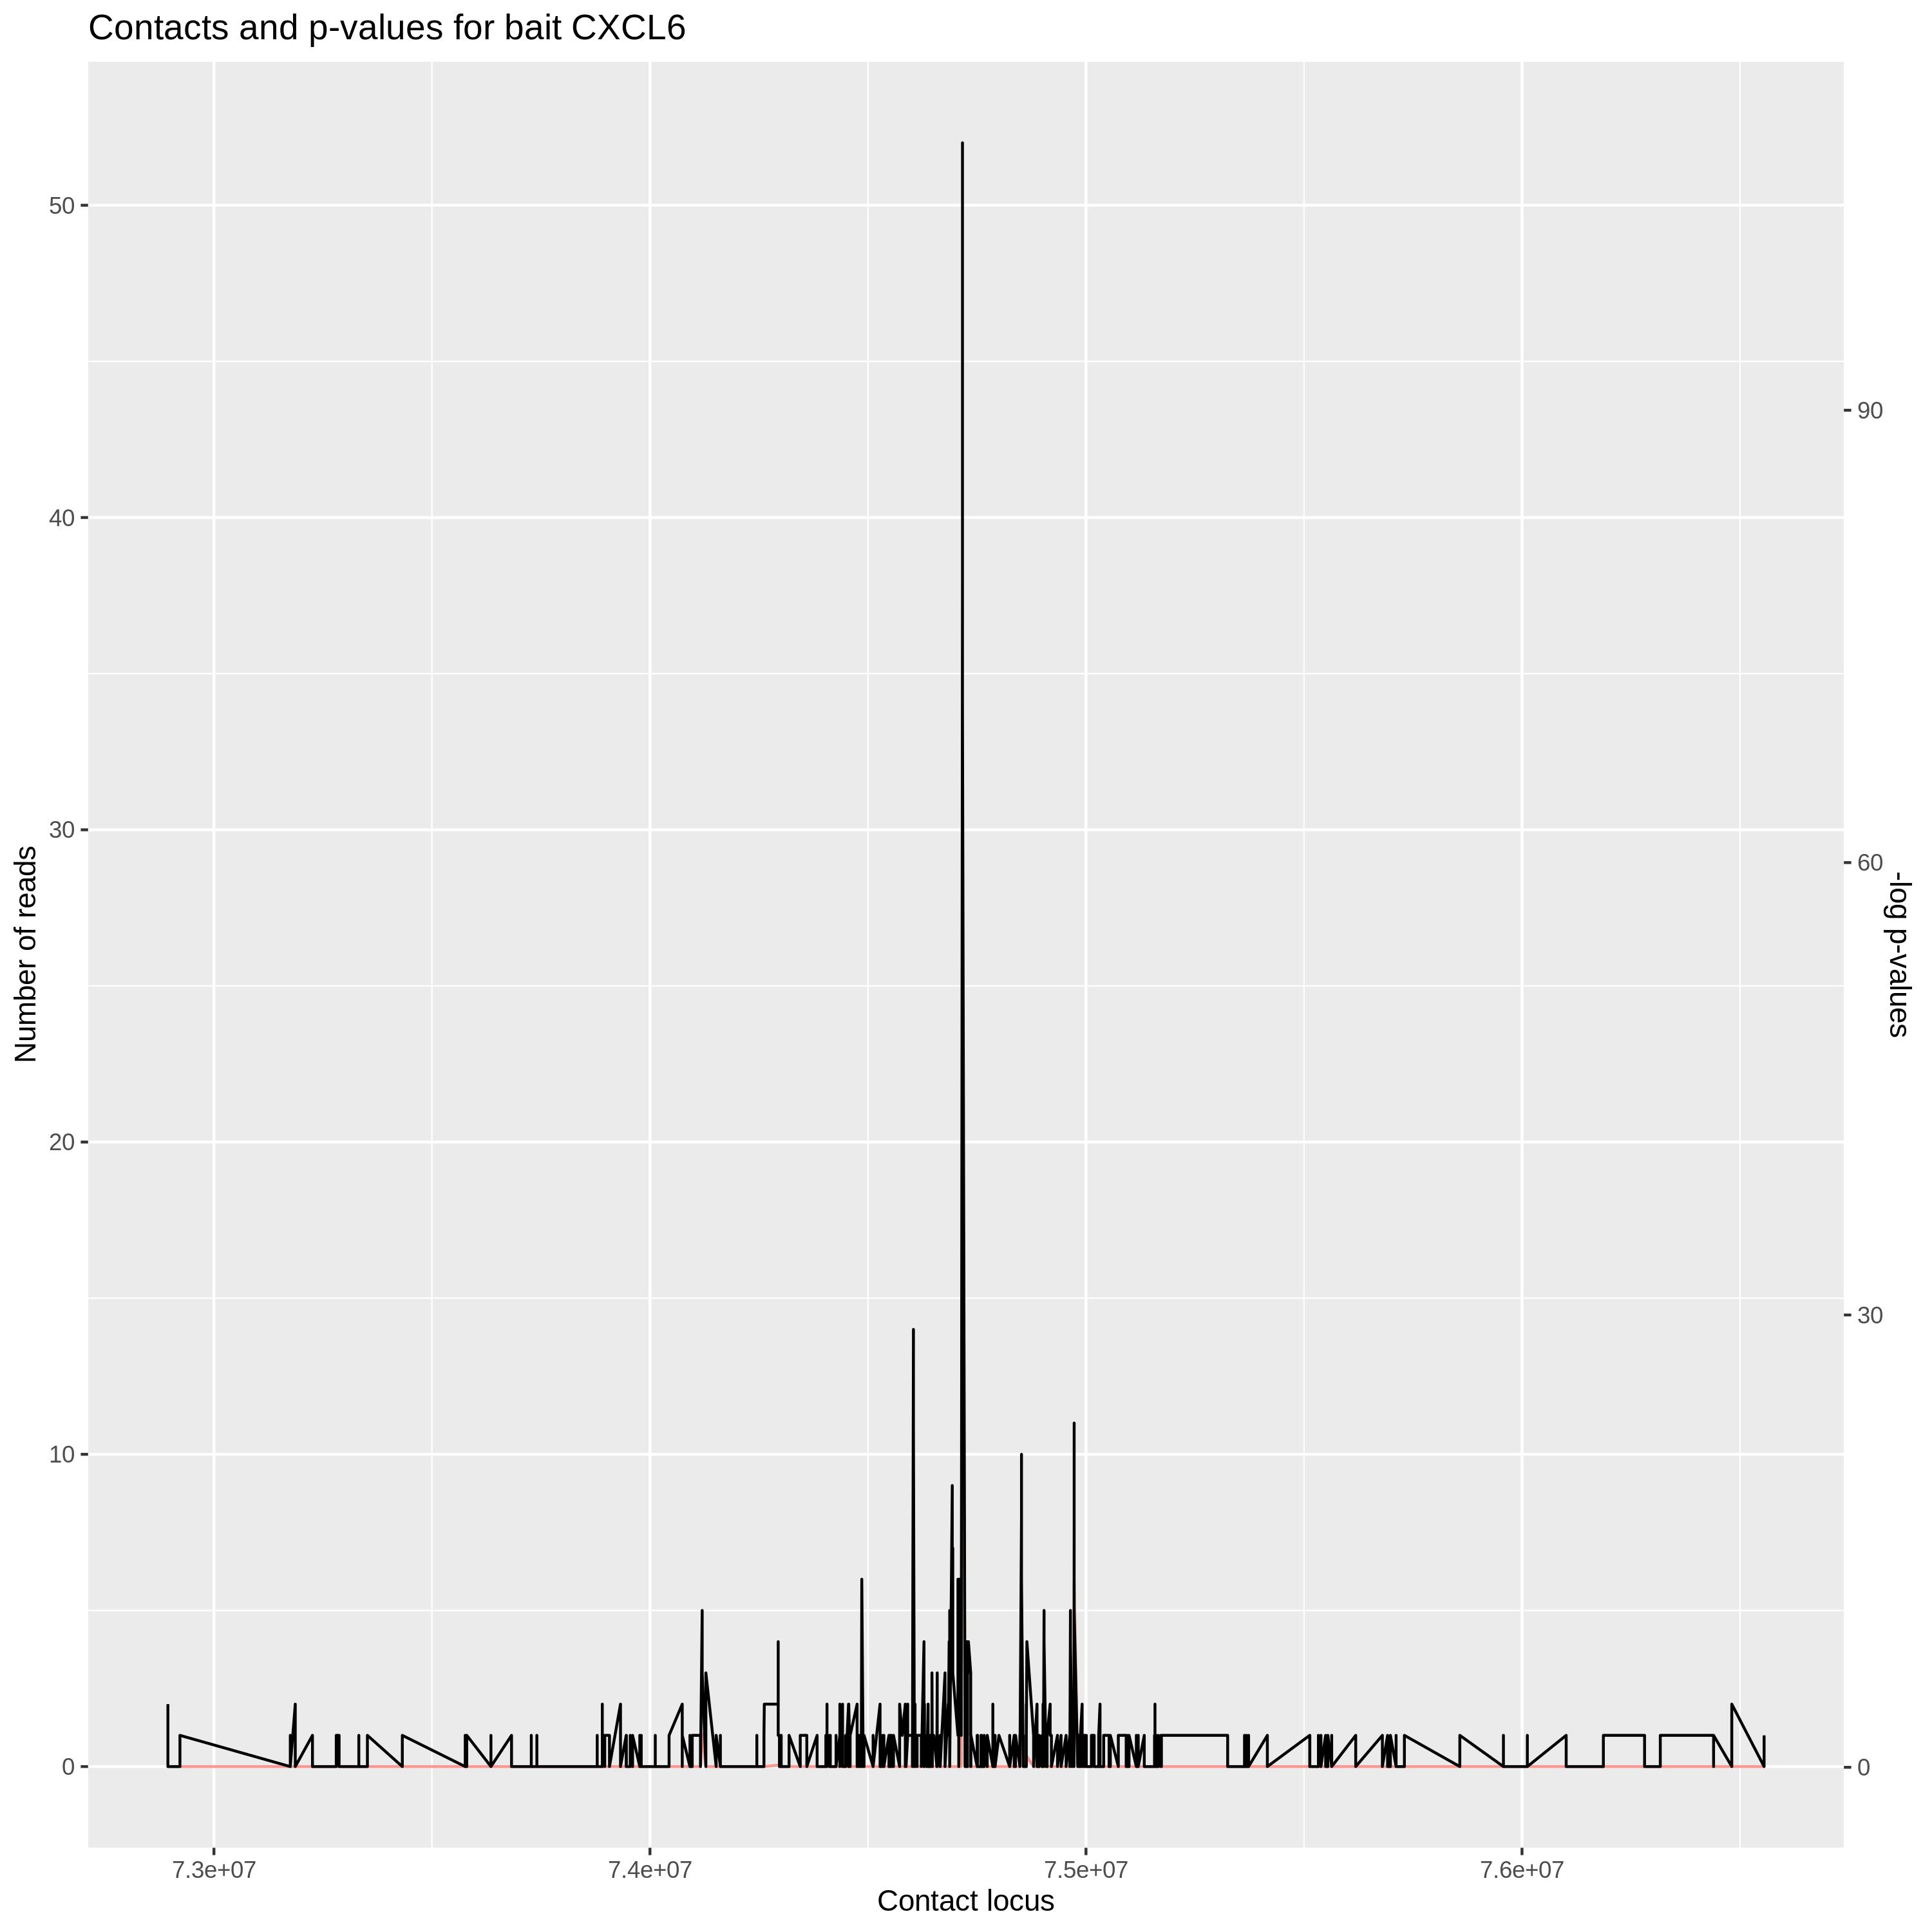 Contacts and p-values for bait CXCL6
50
40
30
20
10
0
Number of reads
90
60
30
0
-log p-values
7.3e+07 7.4e+07 7.5e+07 7.6e+07
Contact locus